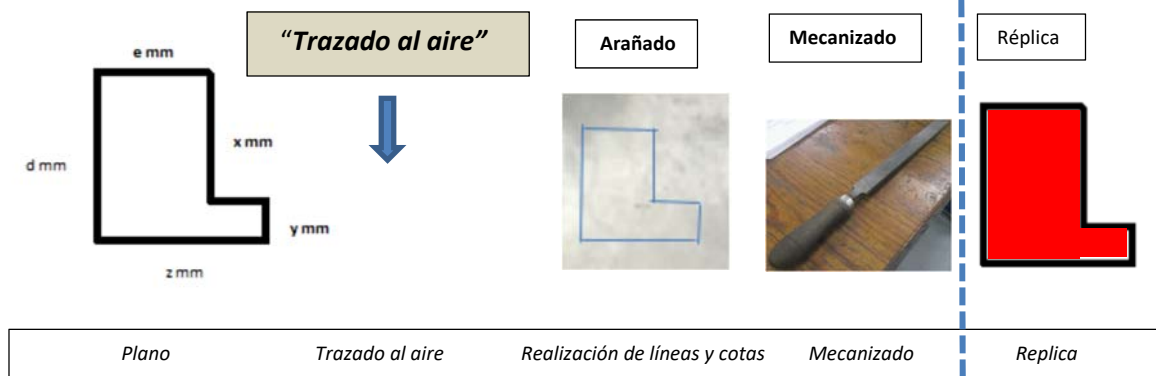 “Trazado al aire”
Arañado
Mecanizado
Réplica
e mm
x mm
d mm
y mm
z mm
Plano
Trazado al aire
Realización de líneas y cotas
Mecanizado
Replica